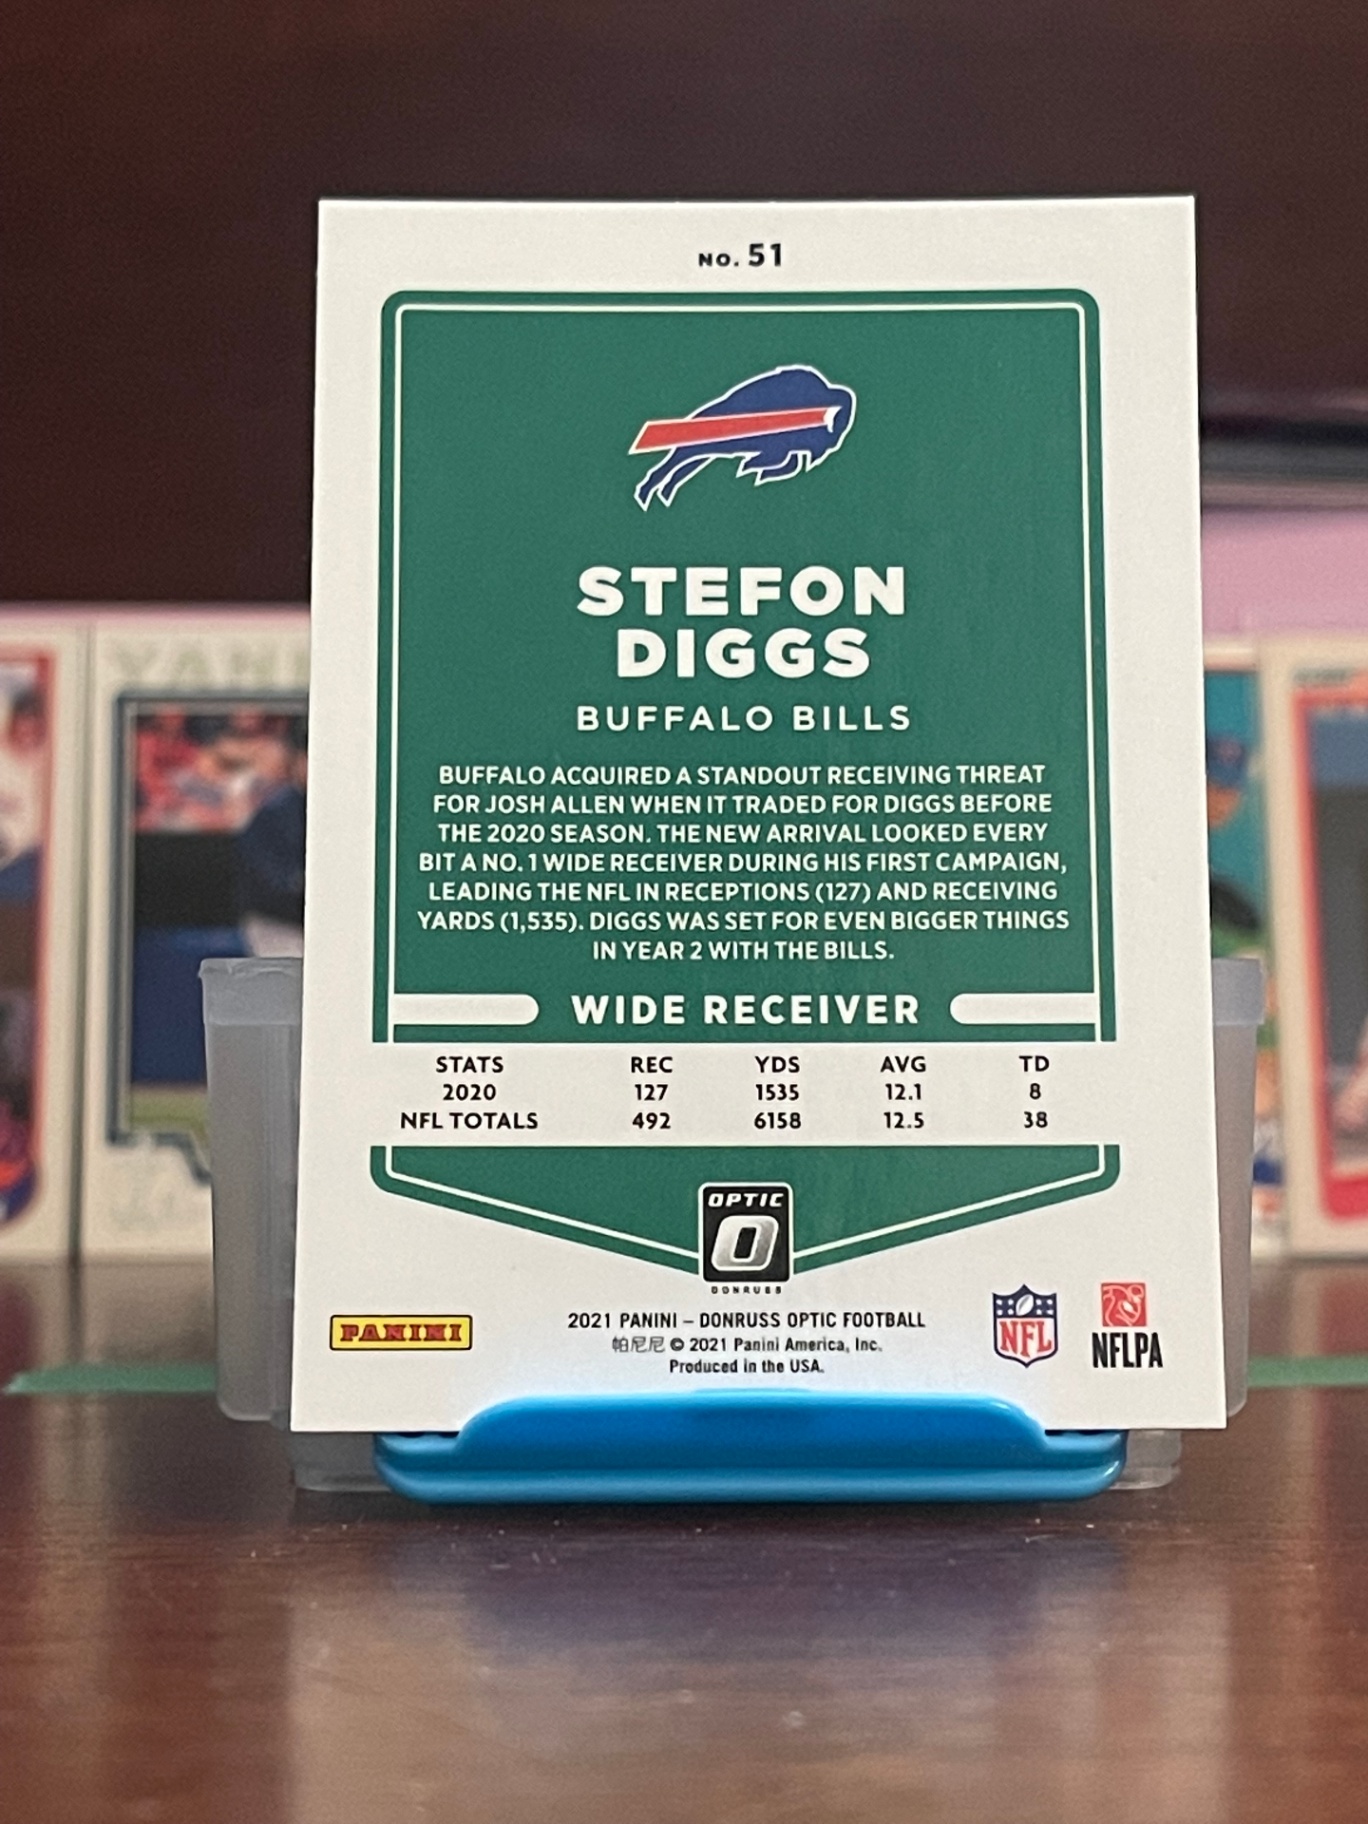 NO. 51
STEFON
DIGGS
BUFFALO BILLS
BUFFALO ACQUIRED A STANDOUT RECEIVING THREAT
FOR JOSH ALLEN WHEN IT TRADED FOR DIGGS BEFORE
THE 2020 SEASON. THE NEW ARRIVAL LOOKED EVERY
BIT A NO. 1 WIDE RECEIVER DURING HIS FIRST CAMPAIGN,
LEADING THE NFL IN RECEPTIONS (127) AND RECEIVING
YARDS (1,535). DIGGS WAS SET FOR EVEN BIGGER THINGS
IN YEAR 2 WITH THE BILLS.
WIDE RECEIVER
STATS REC YDS AVG TD
2020 127 1535 12.1 8
NFL TOTALS 492 6158 12.5 38
OPTIC
O
DONRUSS
PANINI
2021 PANINI – DONRUSS OPTIC FOOTBALL
帕尼尼 © 2021 Panini America, Inc.
Produced in the USA.
NFL
NFLPA